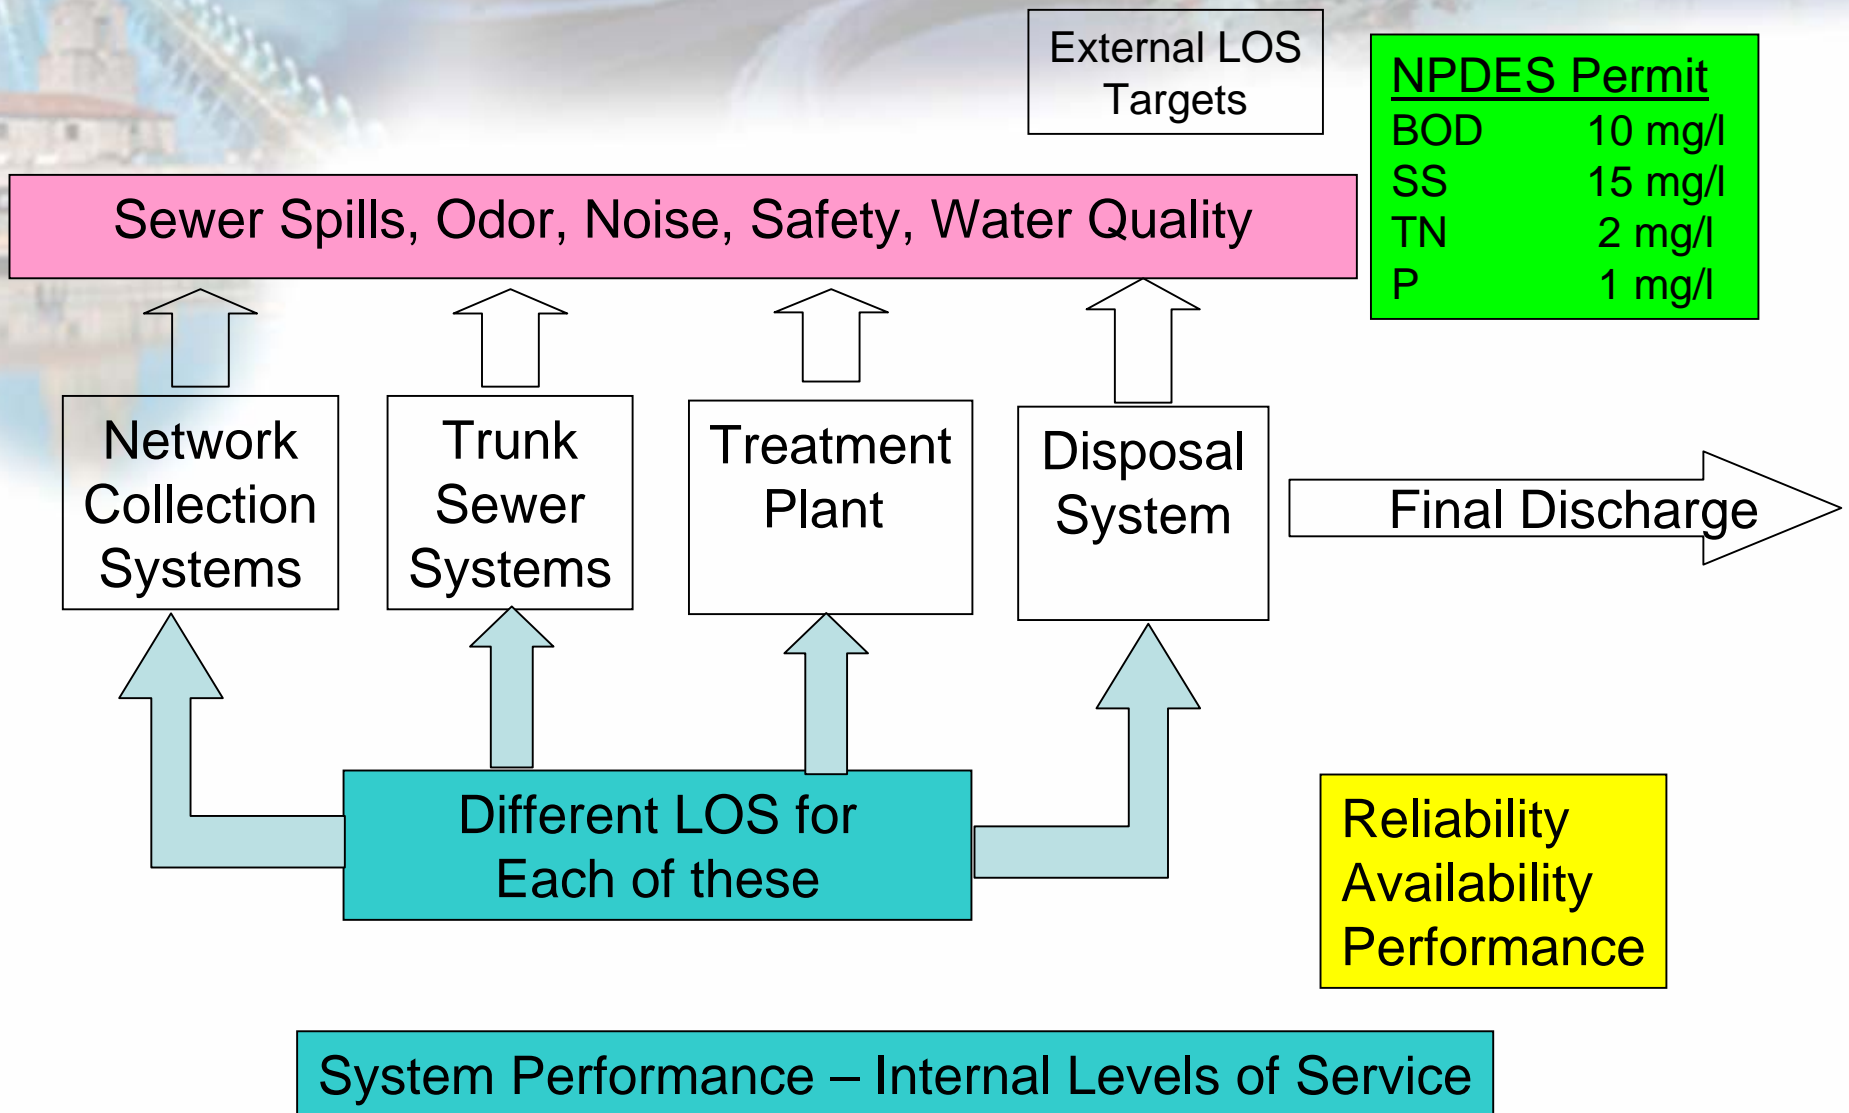 External LOS
Targets
NPDES Permit
BOD 10 mg/l
SS 15 mg/l
TN 2 mg/l
P 1 mg/l
Sewer Spills, Odor, Noise, Safety, Water Quality
Network
Collection
Systems
Trunk
Sewer
Systems
Treatment
Plant
Disposal
System
Final Discharge
Different LOS for
Each of these
Reliability
Availability
Performance
System Performance – Internal Levels of Service